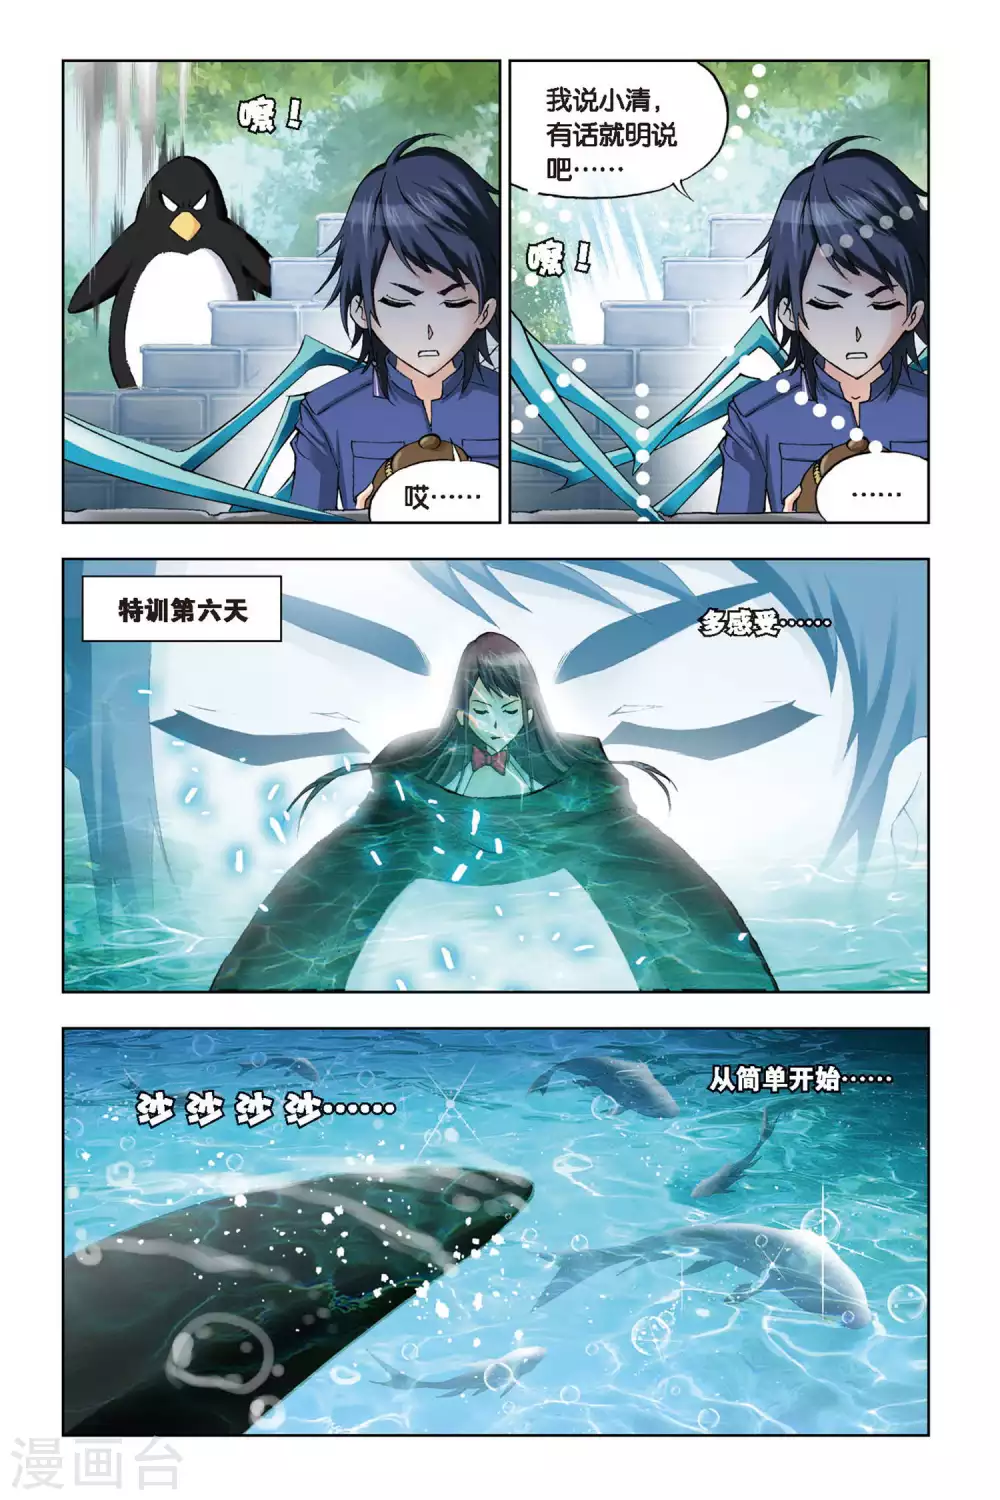 嚓！
哎……
我说小清，
有话就明说
吧……
嚓！
……
特训第六天
多感受……
从简单开始……
沙沙沙沙……
漫画台